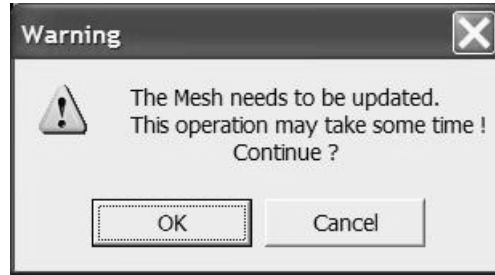 Warning
The Mesh needs to be updated.
This operation may take some time !
Continue ?
OK
Cancel